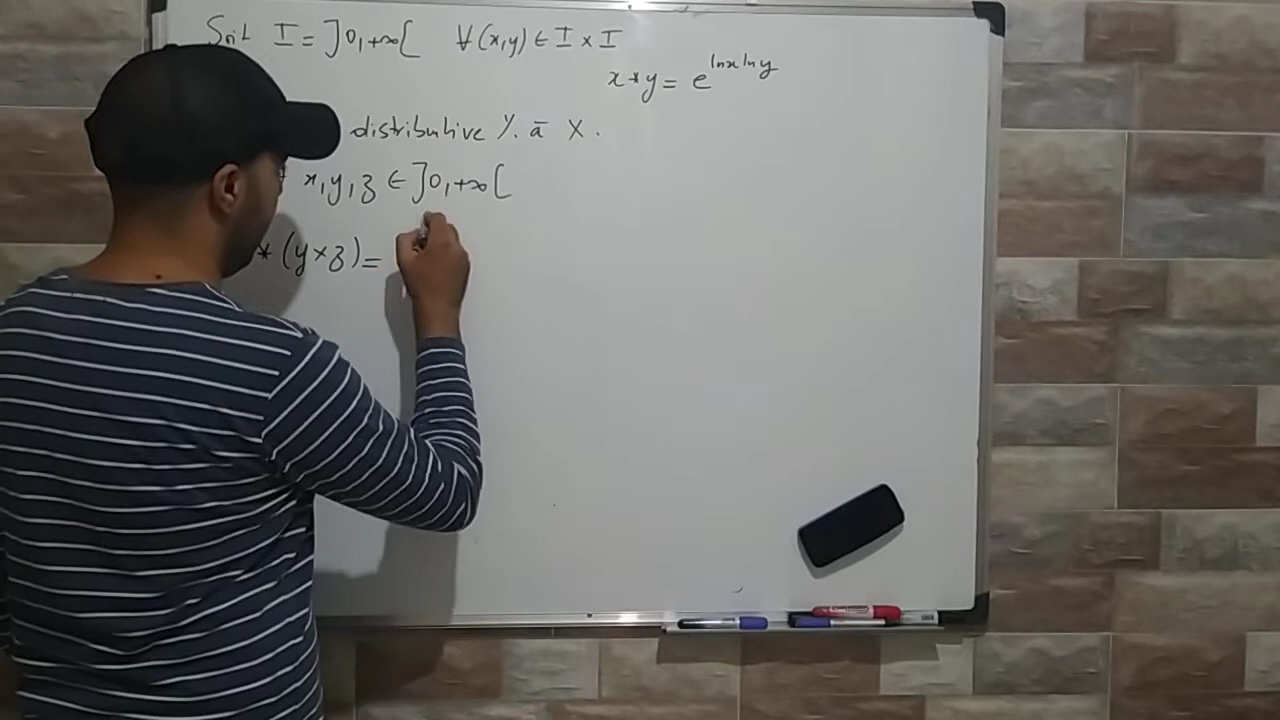 Soit I = ]0,+∞[ ∀(x,y) ∈ I × I
x * y = e^{lnx lny}
distributive %. à ×.
x,y,z ∈ ]0,+∞[
* (y×z) =